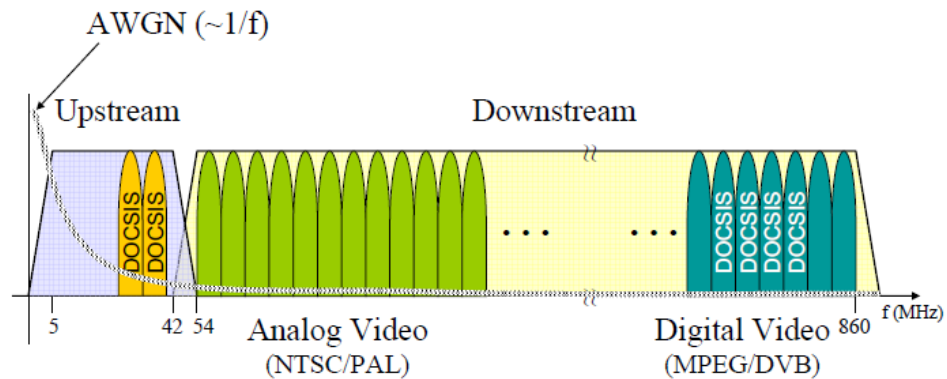 AWGN (~1/f)
Upstream
Downstream
DOCSIS
DOCSIS
DOCSIS
DOCSIS
DOCSIS
DOCSIS
5
42
54
860
f (MHz)
Analog Video
(NTSC/PAL)
Digital Video
(MPEG/DVB)